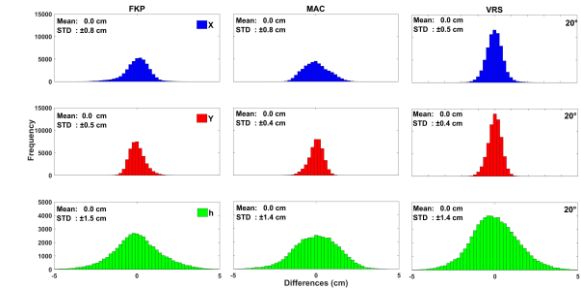 FKP MAC VRS
15000 Mean: 0.0 cm X Mean: 0.0 cm Mean: 0.0 cm 20°
STD : ±0.8 cm STD : ±0.8 cm STD : ±0.5 cm
10000
5000
0
15000 Mean: 0.0 cm Y Mean: 0.0 cm Mean: 0.0 cm 20°
STD : ±0.5 cm STD : ±0.4 cm STD : ±0.4 cm
10000
Frequency
5000
0
5000 Mean: 0.0 cm h Mean: 0.0 cm Mean: 0.0 cm 20°
STD : ±1.5 cm STD : ±1.4 cm STD : ±1.4 cm
4000
3000
2000
1000
0
-5 0 5 -5 0 5 -5 0 5
Differences (cm)